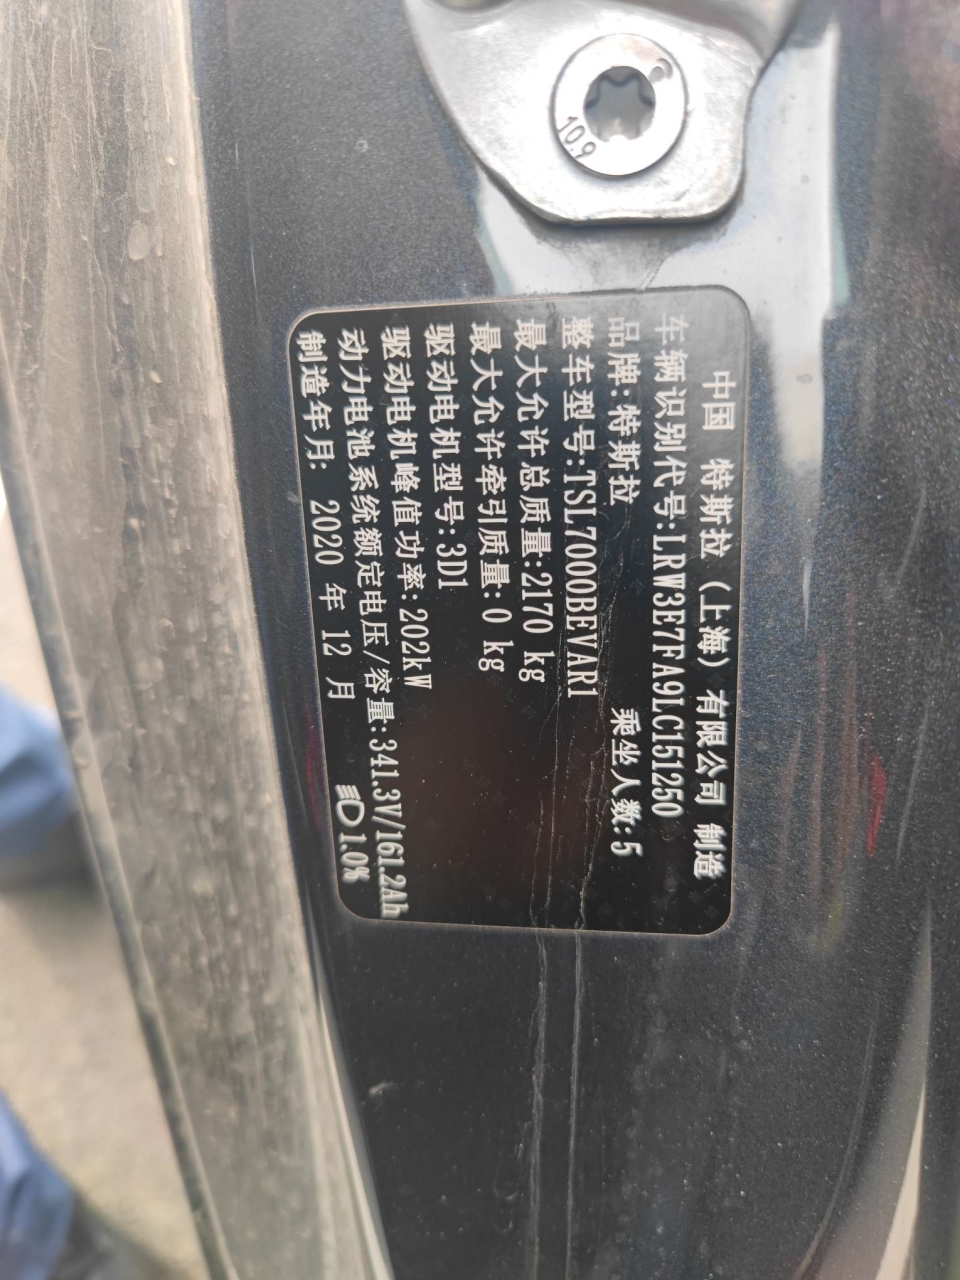 10.9
中国 特斯拉（上海）有限公司 制造
车辆识别代号:LRW3E7FA9LC151250
品牌:特斯拉 乘坐人数:5
整车型号:TSL7000BEVAR1
最大允许总质量:2170 kg
最大允许牵引质量:0 kg
驱动电机型号:3D1
驱动电机峰值功率:202kW
动力电池系统额定电压/容量:341.3V/161.2Ah
制造年月: 2020 年 12 月 1.0%